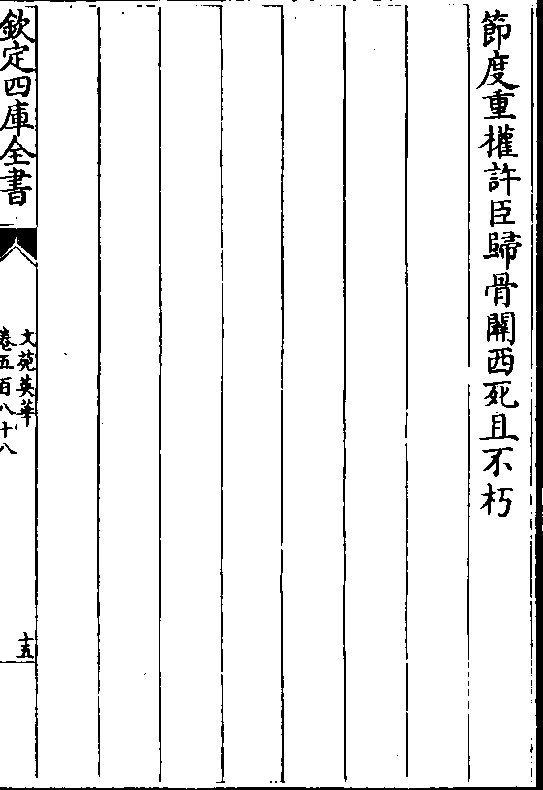 節度重權許臣歸骨關西死且不朽
欽定四庫全書
文苑英華
卷五百八十八
十五